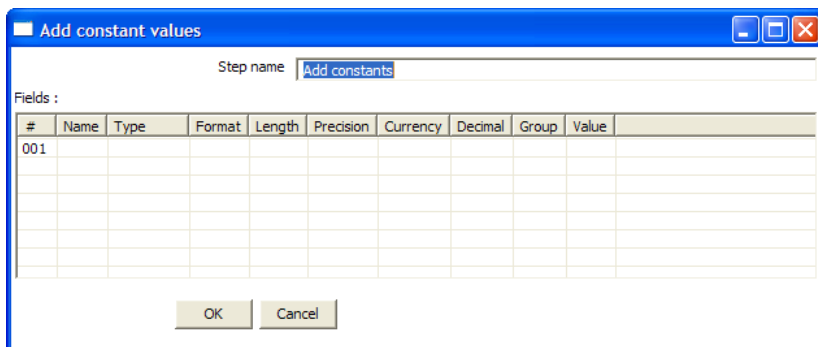 Add constant values
Step name Add constants
Fields :
# Name Type Format Length Precision Currency Decimal Group Value
001
OK Cancel